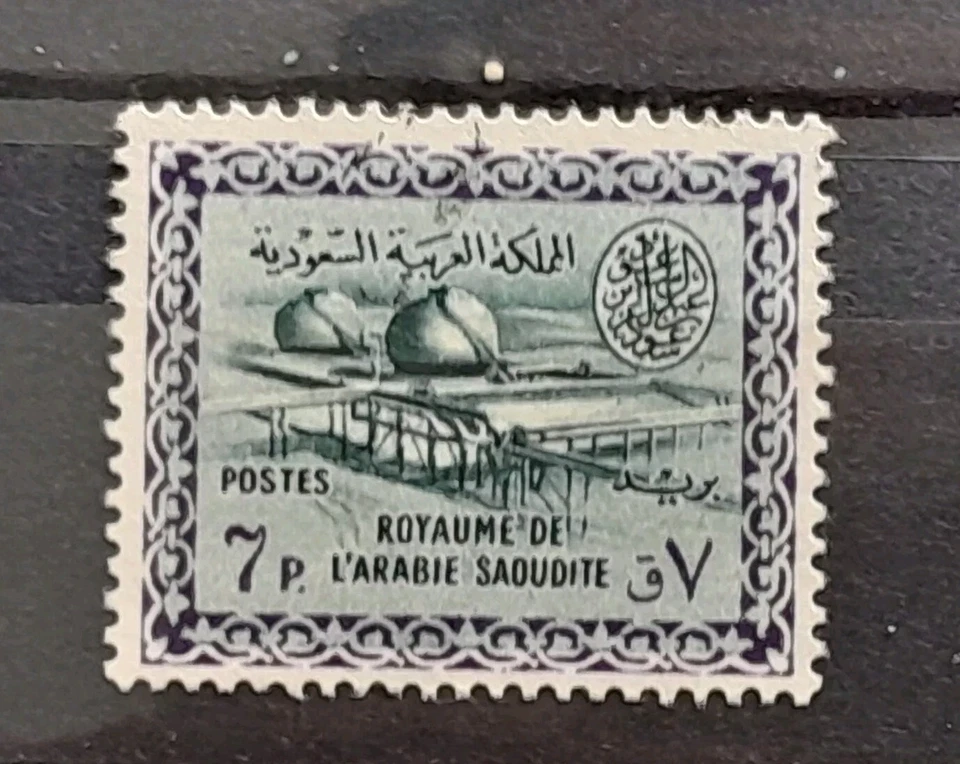 المملكة العربية السعودية
POSTES بريد
ROYAUME DE
7 P. L'ARABIE SAOUDITE ٧ ق